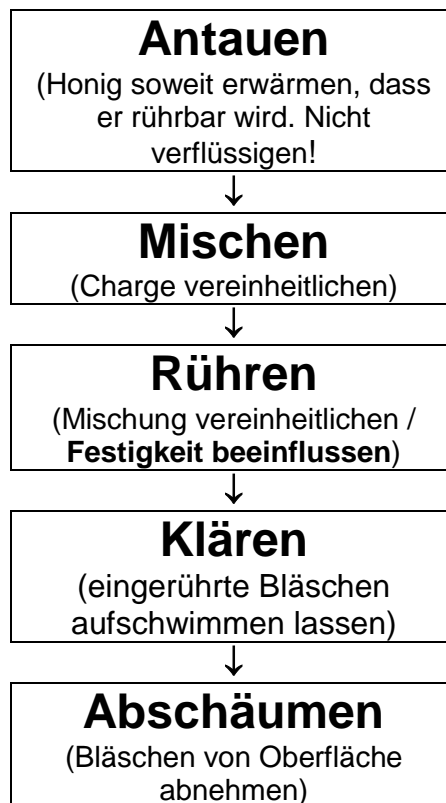 Antauen
(Honig soweit erwärmen, dass
er rührbar wird. Nicht
verflüssigen!
↓
Mischen
(Charge vereinheitlichen)
↓
Rühren
(Mischung vereinheitlichen /
Festigkeit beeinflussen)
↓
Klären
(eingerührte Bläschen
aufschwimmen lassen)
↓
Abschäumen
(Bläschen von Oberfläche
abnehmen)